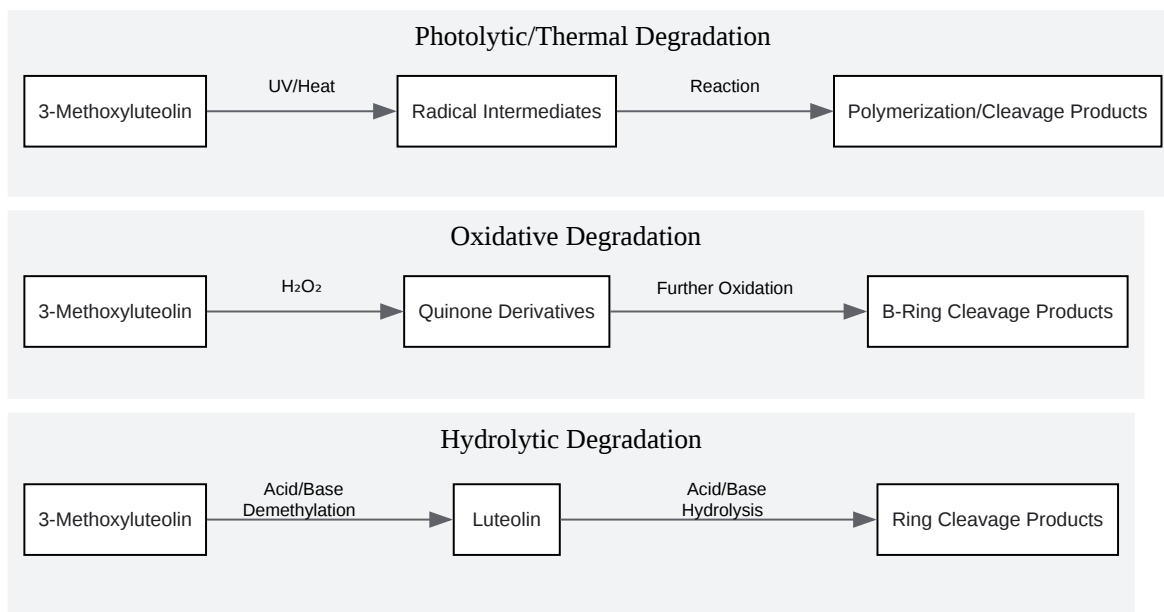 Photolytic/Thermal Degradation
3-Methoxyluteolin
UV/Heat
Radical Intermediates
Reaction
Polymerization/Cleavage Products
Oxidative Degradation
3-Methoxyluteolin
H₂O₂
Quinone Derivatives
Further Oxidation
B-Ring Cleavage Products
Hydrolytic Degradation
3-Methoxyluteolin
Acid/Base
Demethylation
Luteolin
Acid/Base
Hydrolysis
Ring Cleavage Products